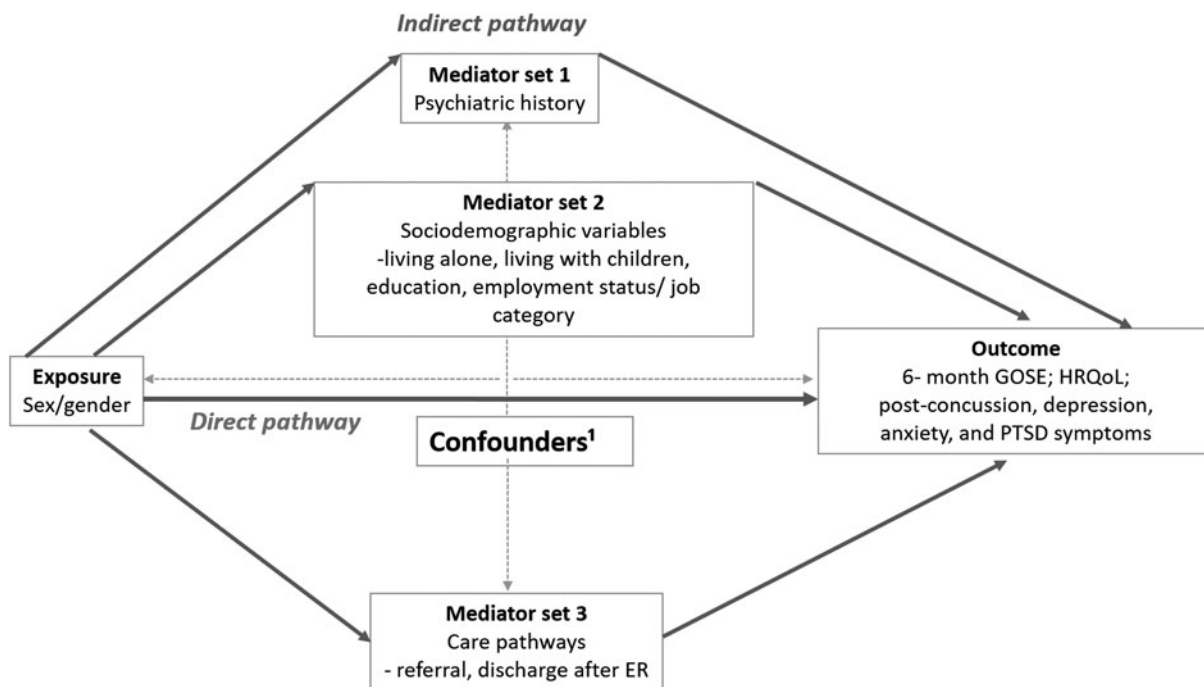 Indirect pathway
Mediator set 1
Psychiatric history
Mediator set 2
Sociodemographic variables
-living alone, living with children,
education, employment status/ job
category
Exposure
Sex/gender
Direct pathway
Outcome
6- month GOSE; HRQoL;
post-concussion, depression,
anxiety, and PTSD symptoms
Confounders¹
Mediator set 3
Care pathways
- referral, discharge after ER